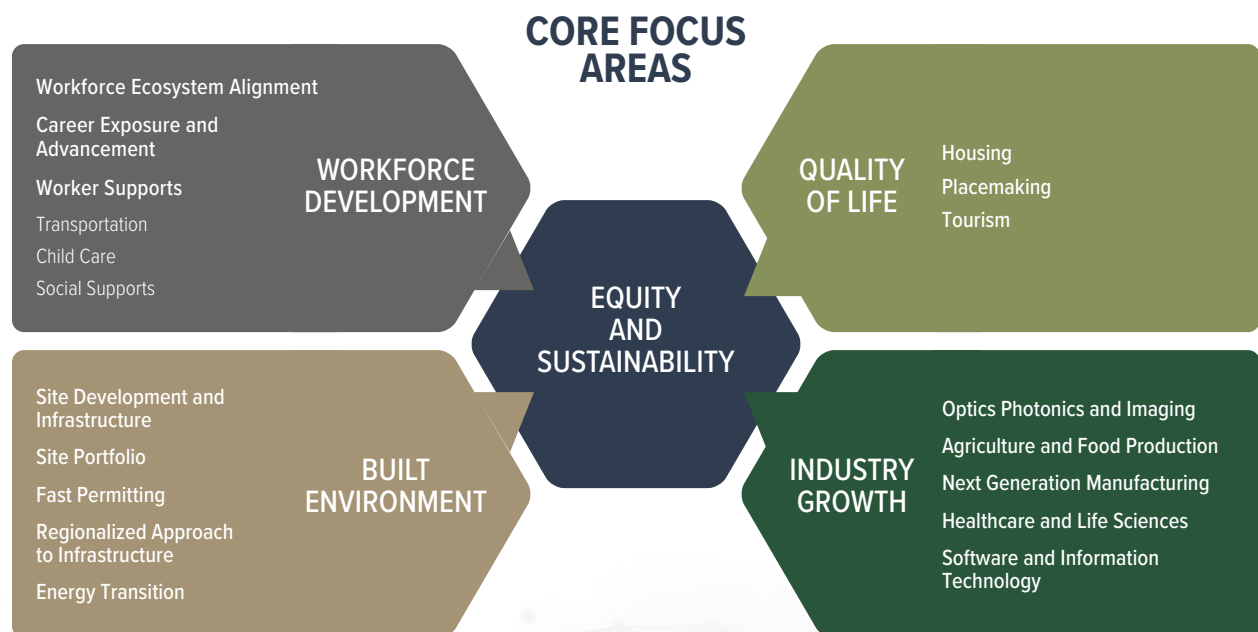 CORE FOCUS
AREAS
Workforce Ecosystem Alignment
Career Exposure and
Advancement
Worker Supports
Transportation
Child Care
Social Supports
WORKFORCE
DEVELOPMENT
QUALITY
OF LIFE
Housing
Placemaking
Tourism
EQUITY
AND
SUSTAINABILITY
Site Development and
Infrastructure
Site Portfolio
Fast Permitting
Regionalized Approach
to Infrastructure
Energy Transition
BUILT
ENVIRONMENT
INDUSTRY
GROWTH
Optics Photonics and Imaging
Agriculture and Food Production
Next Generation Manufacturing
Healthcare and Life Sciences
Software and Information
Technology